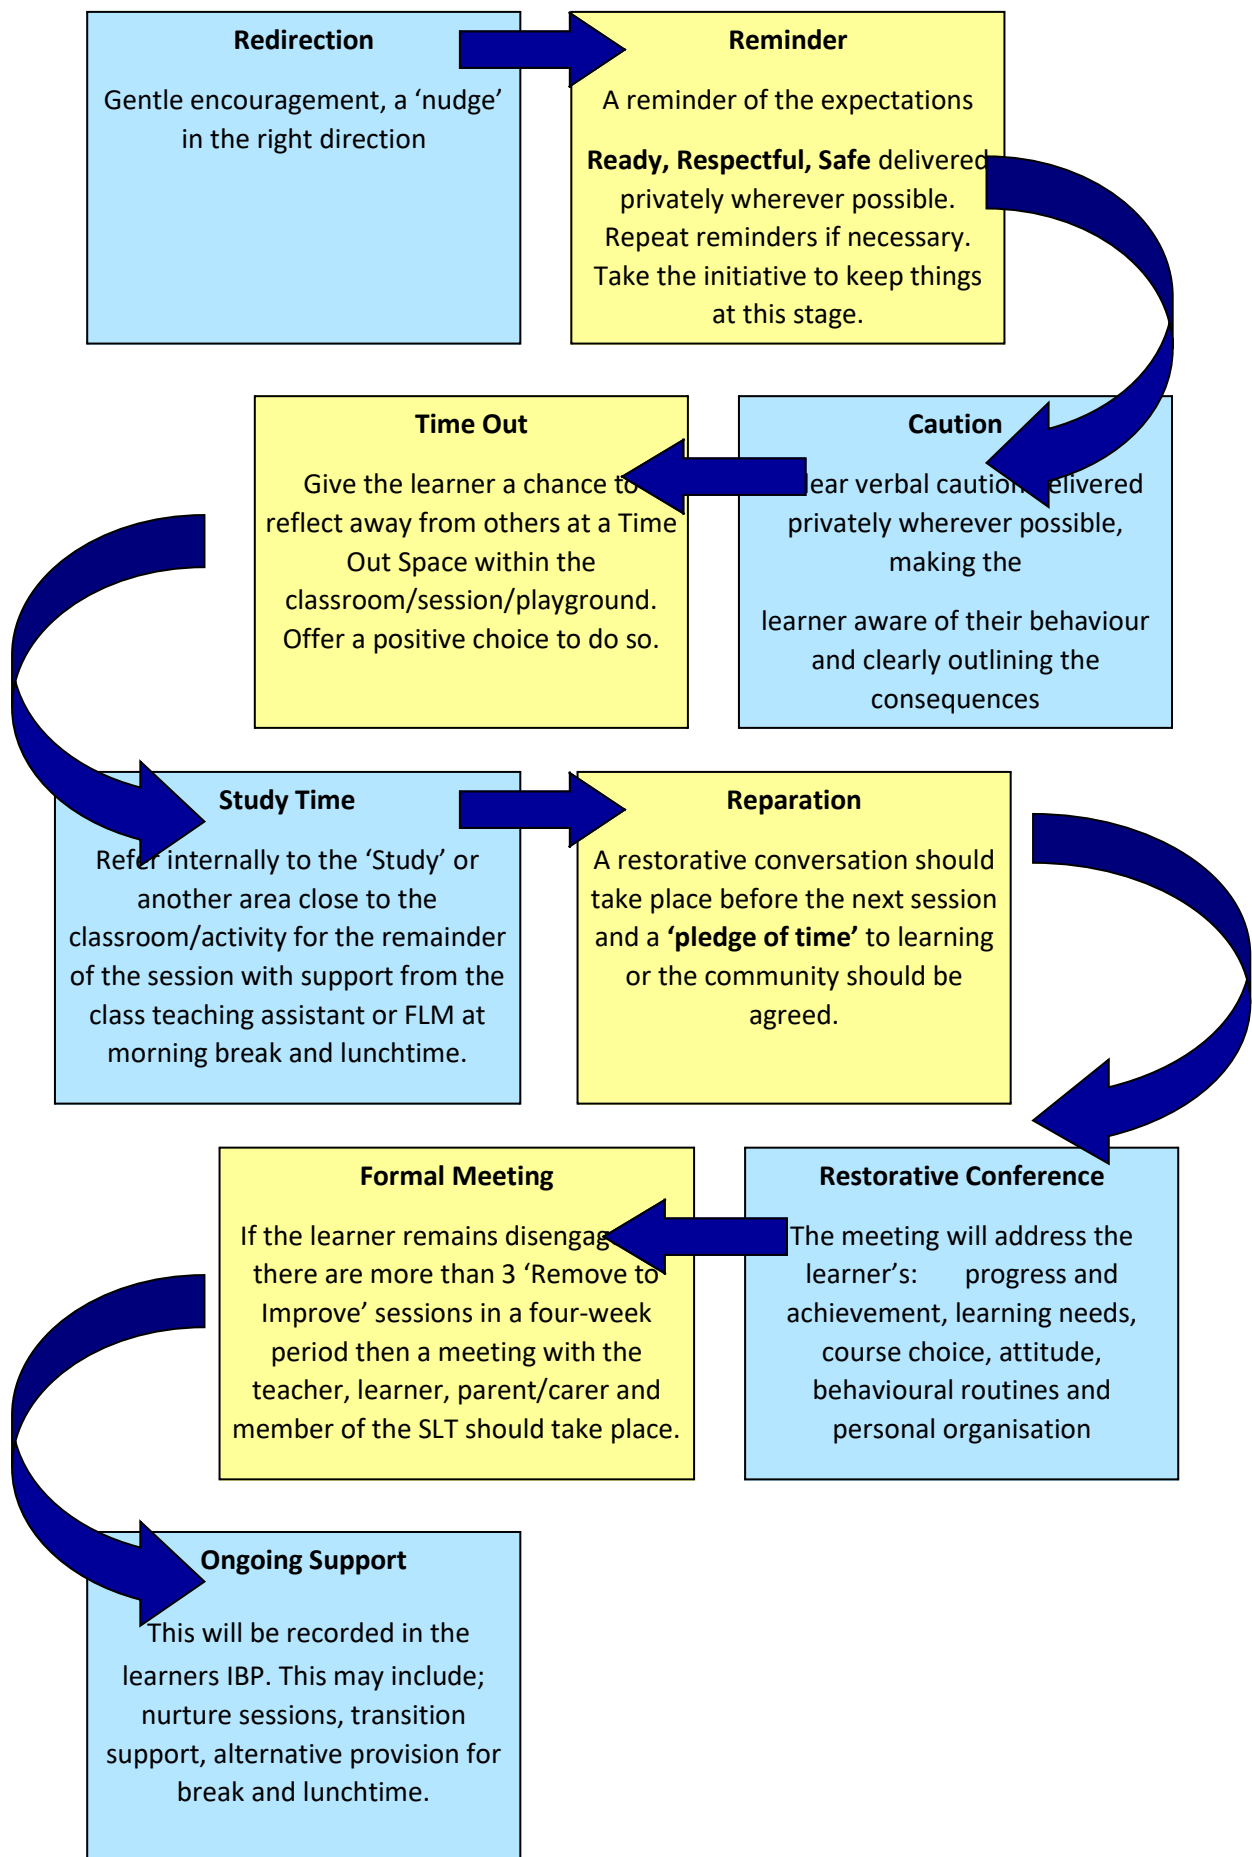 Redirection
Gentle encouragement, a ‘nudge’
in the right direction
Reminder
A reminder of the expectations
Ready, Respectful, Safe delivered
privately wherever possible.
Repeat reminders if necessary.
Take the initiative to keep things
at this stage.
Caution
lear verbal caution elivered
privately wherever possible,
making the
learner aware of their behaviour
and clearly outlining the
consequences
Time Out
Give the learner a chance to
reflect away from others at a Time
Out Space within the
classroom/session/playground.
Offer a positive choice to do so.
Study Time
Refer internally to the ‘Study’ or
another area close to the
classroom/activity for the remainder
of the session with support from the
class teaching assistant or FLM at
morning break and lunchtime.
Reparation
A restorative conversation should
take place before the next session
and a ‘pledge of time’ to learning
or the community should be
agreed.
Restorative Conference
The meeting will address the
learner’s: progress and
achievement, learning needs,
course choice, attitude,
behavioural routines and
personal organisation
Formal Meeting
If the learner remains disengag
there are more than 3 ‘Remove to
Improve’ sessions in a four-week
period then a meeting with the
teacher, learner, parent/carer and
member of the SLT should take place.
Ongoing Support
This will be recorded in the
learners IBP. This may include;
nurture sessions, transition
support, alternative provision for
break and lunchtime.